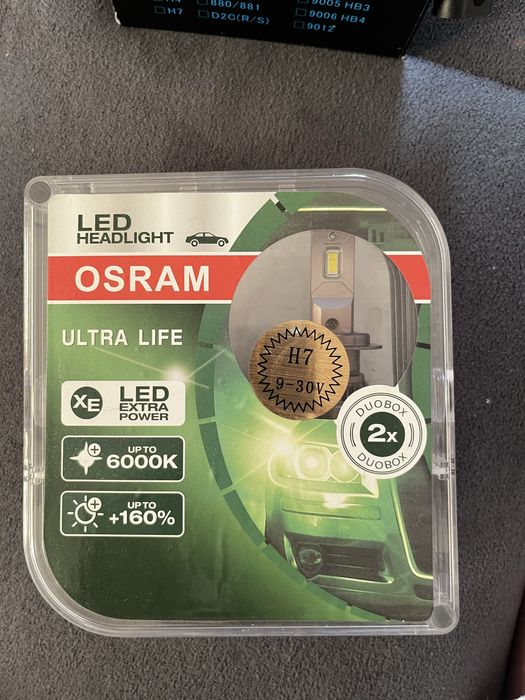 H4
880/881
9005 HB3
H7
D2C(R/S)
9006 HB4
9012
LED
HEADLIGHT
OSRAM
ULTRA LIFE
H7
9-30V
XE
LED
EXTRA
POWER
DUOBOX
2x
DUOBOX
UP TO
6000K
UP TO
+160%